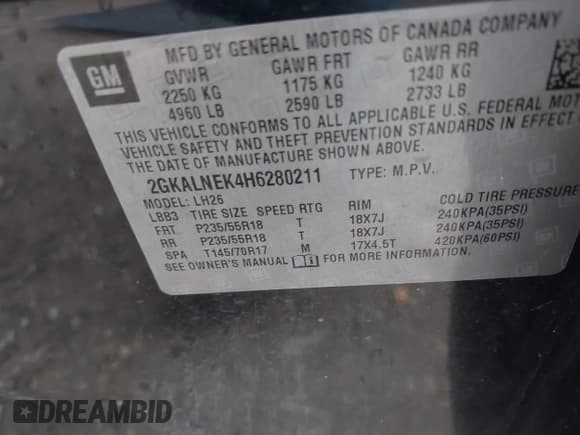 MFD BY GENERAL MOTORS OF CANADA COMPANY
GM
GVWR GAWR FRT GAWR RR
2250 KG 1175 KG 1240 KG
4960 LB 2590 LB 2733 LB
THIS VEHICLE CONFORMS TO ALL APPLICABLE U.S. FEDERAL MOT
VEHICLE SAFETY AND THEFT PREVENTION STANDARDS IN EFFECT
THE DATE OF MANUFACTURE SHOWN ABOVE.
2GKALNEK4H6280211 TYPE: M.P.V.
MODEL: LH26
LBB3 TIRE SIZE SPEED RTG RIM COLD TIRE PRESSURE
FRT P235/55R18 T 18X7J 240KPA(35PSI)
RR P235/55R18 T 18X7J 240KPA(35PSI)
SPA T145/70R17 M 17X4.5T 420KPA(60PSI)
SEE OWNER'S MANUAL FOR MORE INFORMATION.
DREAMBID